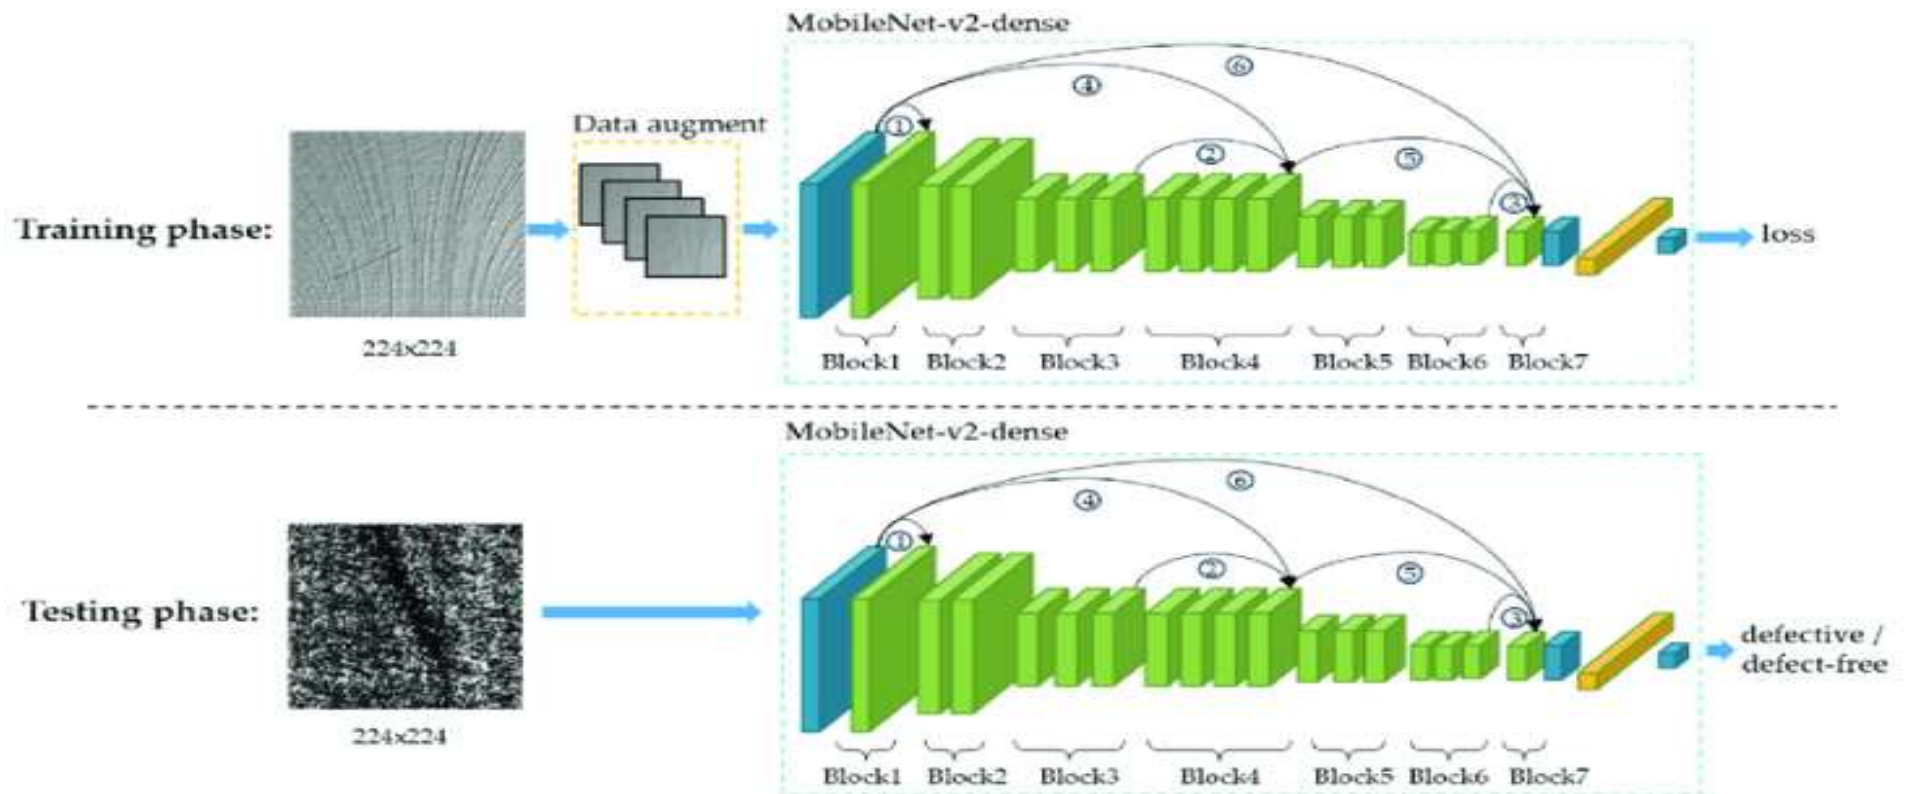 MobileNet-v2-dense
⑥
④
Data augment
①
②
⑤
③
Training phase:
loss
224x224
Block1 Block2 Block3 Block4 Block5 Block6 Block7
MobileNet-v2-dense
⑥
④
①
②
⑤
③
Testing phase:
defective /
defect-free
224x224
Block1 Block2 Block3 Block4 Block5 Block6 Block7